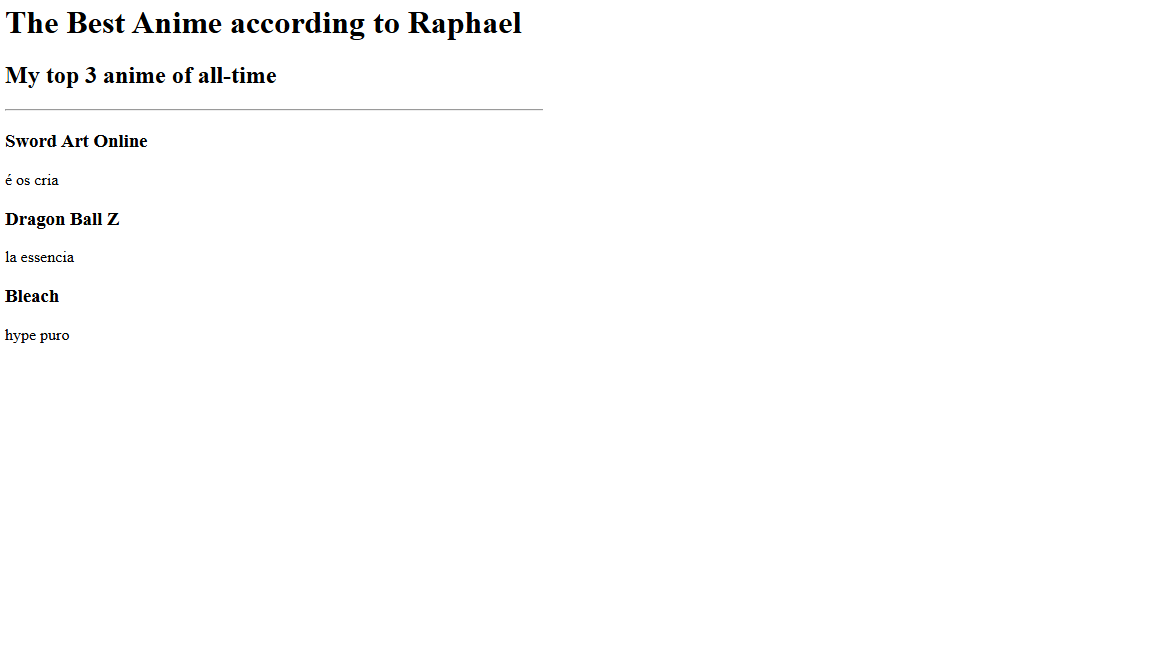 The Best Anime according to Raphael
My top 3 anime of all-time
Sword Art Online
é os cria
Dragon Ball Z
la essencia
Bleach
hype puro